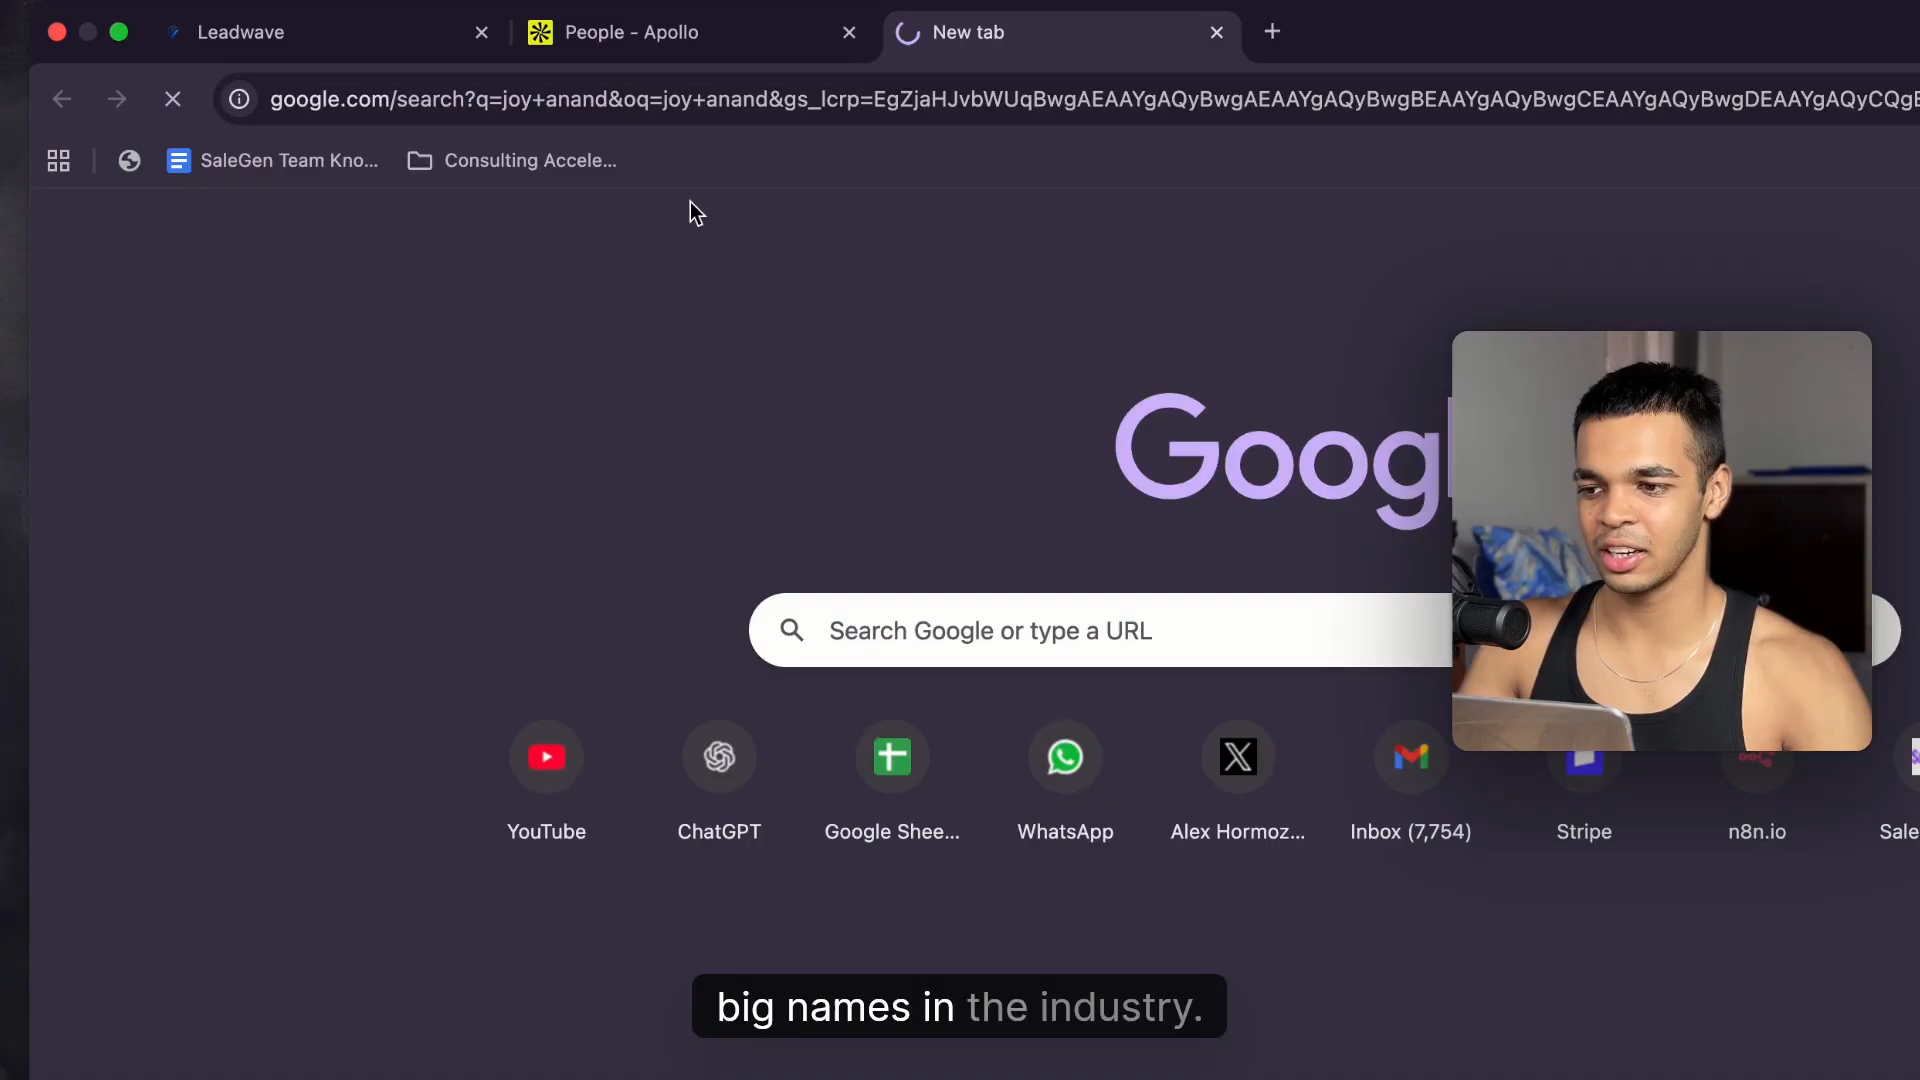 Leadwave
People - Apollo
New tab
google.com/search?q=joy+anand&oq=joy+anand&gs_lcrp=EgZjaHJvbWUqBwgAEAAYgAQyBwgAEAAYgAQyBwgBEAAYgAQyBwgCEAAYgAQyBwgDEAAYgAQyCQgE
SaleGen Team Kno...
Consulting Accele...
Goog
Search Google or type a URL
YouTube
ChatGPT
Google Shee...
WhatsApp
Alex Hormoz...
Inbox (7,754)
Stripe
n8n.io
Sale
big names in the industry.